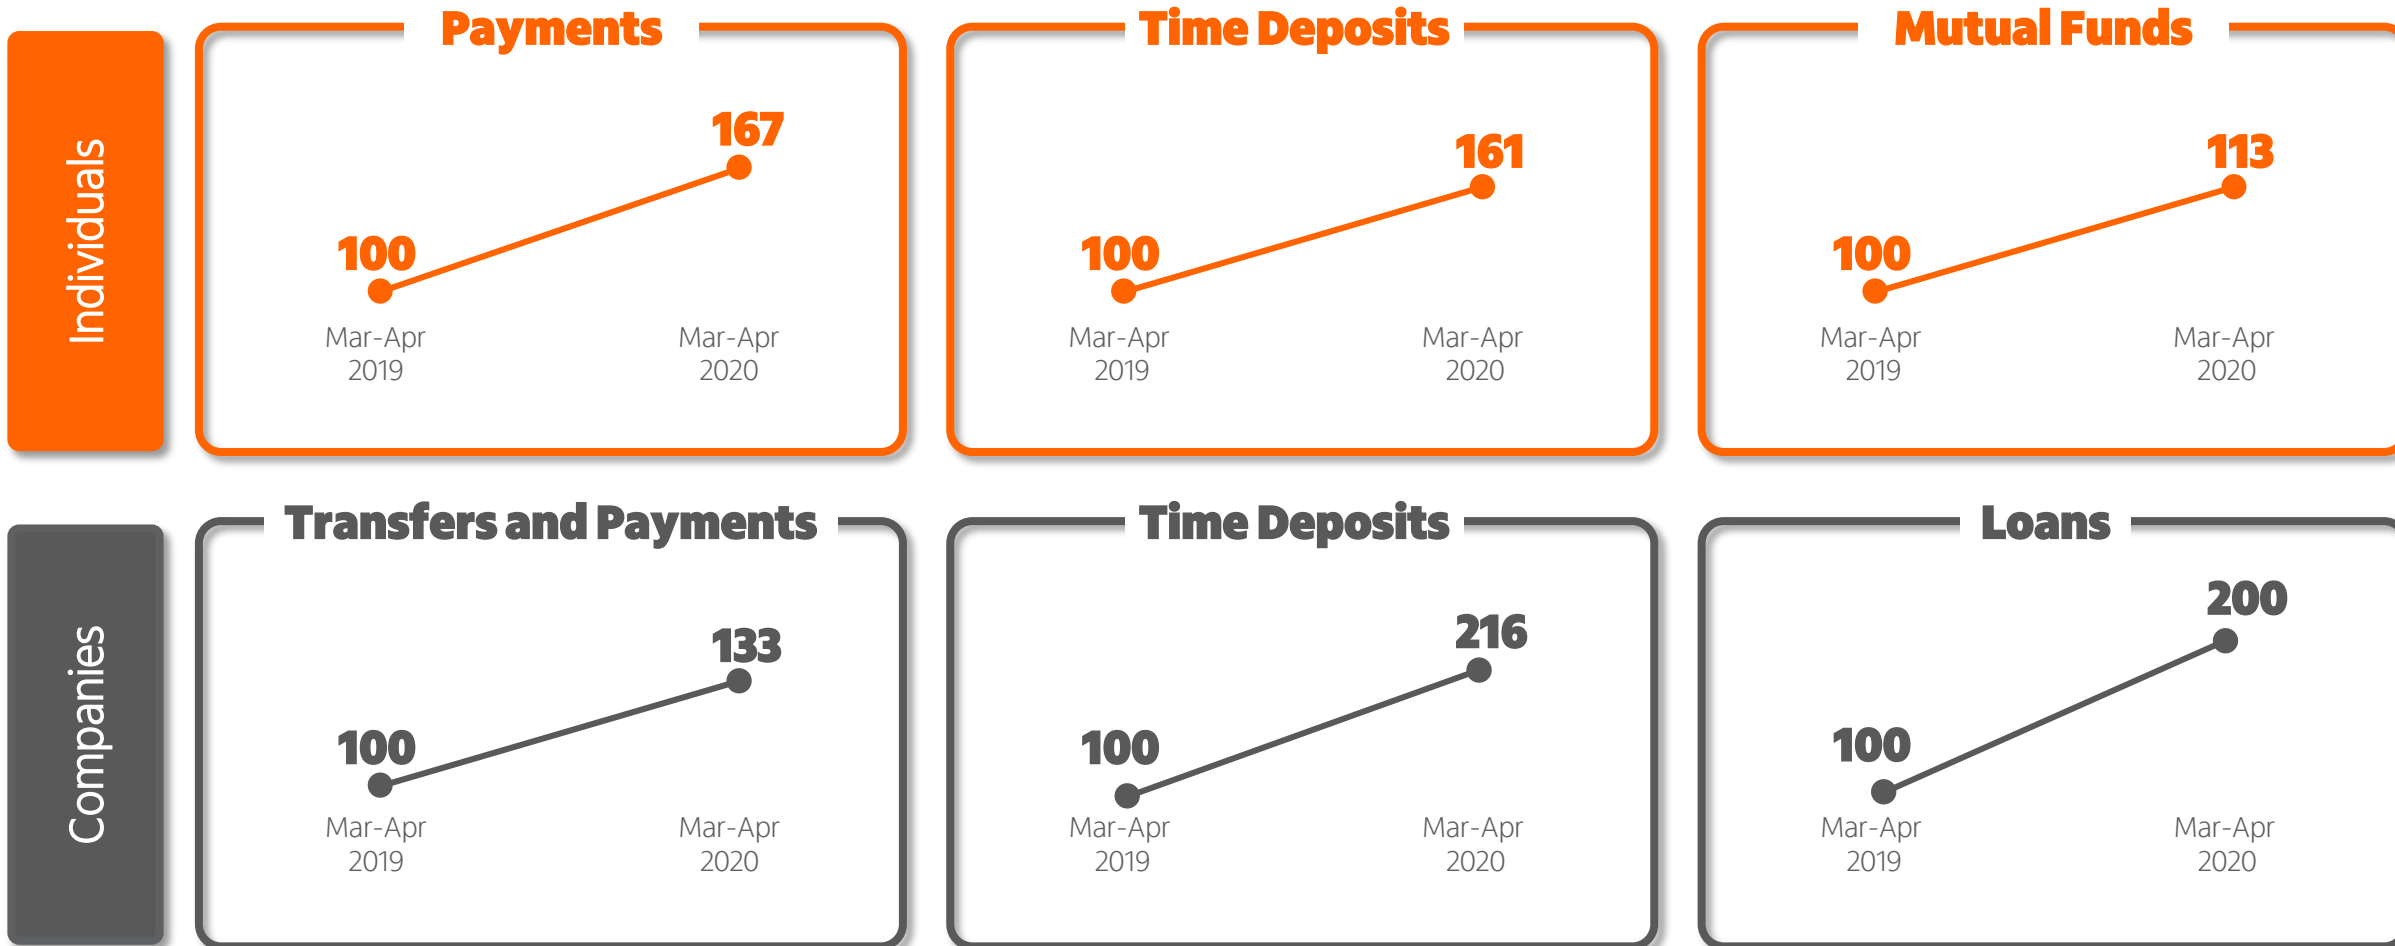 Individuals
Payments
167
100
Mar-Apr
2019
Mar-Apr
2020
Time Deposits
161
100
Mar-Apr
2019
Mar-Apr
2020
Mutual Funds
113
100
Mar-Apr
2019
Mar-Apr
2020
Companies
Transfers and Payments
133
100
Mar-Apr
2019
Mar-Apr
2020
Time Deposits
216
100
Mar-Apr
2019
Mar-Apr
2020
Loans
200
100
Mar-Apr
2019
Mar-Apr
2020